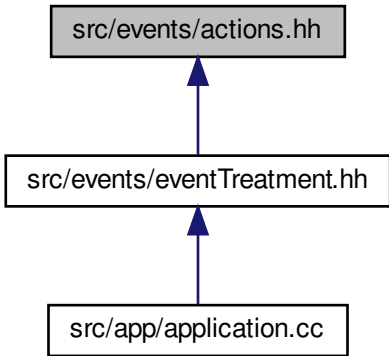 src/events/actions.hh
src/events/eventTreatment.hh
src/app/application.cc